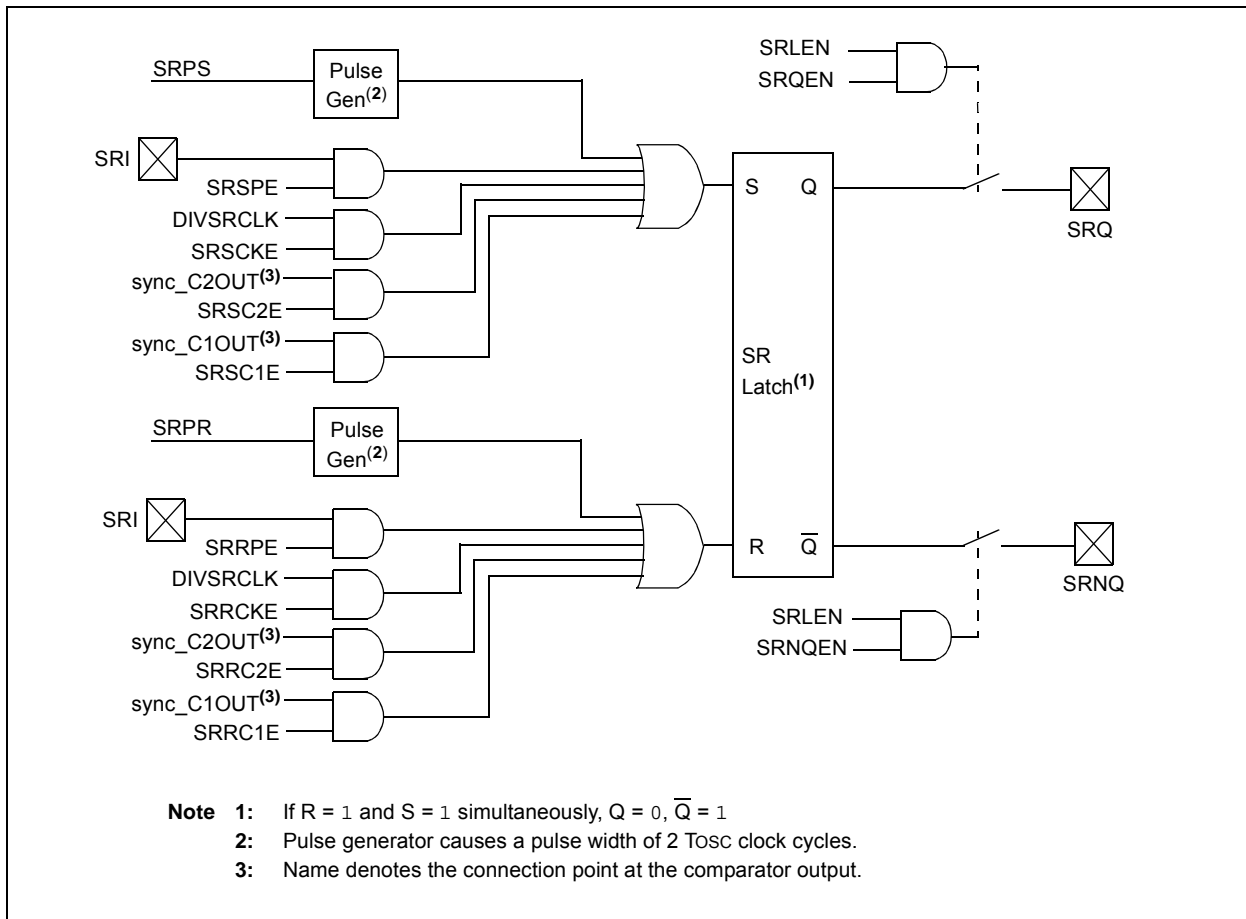 SRPS
Pulse
Gen(2)
SRI
SRSPE
DIVSRCLK
SRSCKE
sync_C2OUT(3)
SRSC2E
sync_C1OUT(3)
SRSC1E
SRPR
Pulse
Gen(2)
SRI
SRRPE
DIVSRCLK
SRRCKE
sync_C2OUT(3)
SRRC2E
sync_C1OUT(3)
SRRC1E
S Q
SR
Latch(1)
R Q̅
SRLEN
SRQEN
SRQ
SRLEN
SRNQEN
SRNQ
Note 1: If R = 1 and S = 1 simultaneously, Q = 0, Q̅ = 1
2: Pulse generator causes a pulse width of 2 TOSC clock cycles.
3: Name denotes the connection point at the comparator output.